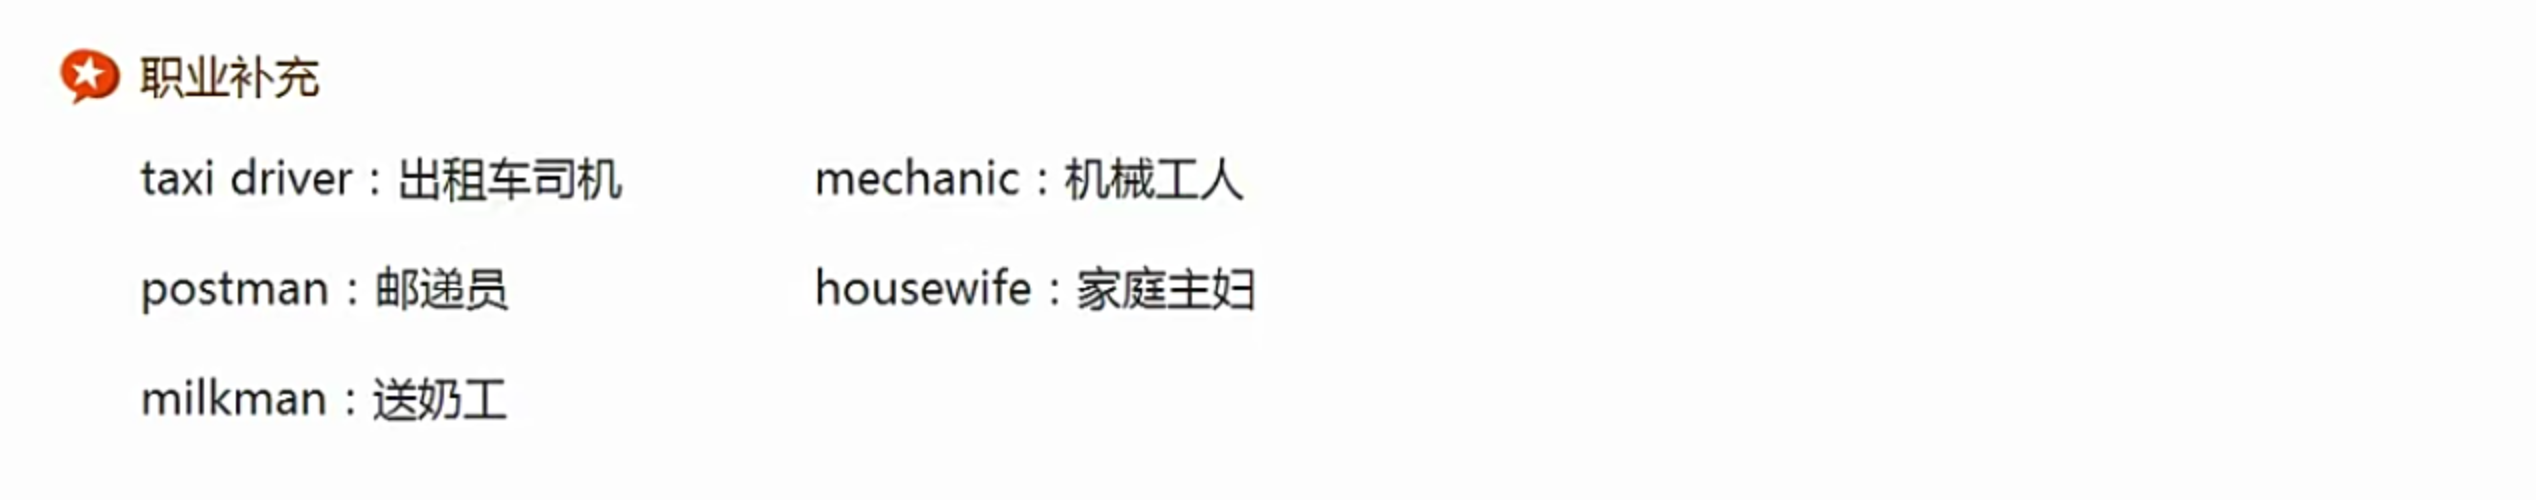 职业补充
taxi driver：出租车司机 mechanic：机械工人
postman：邮递员 housewife：家庭主妇
milkman：送奶工